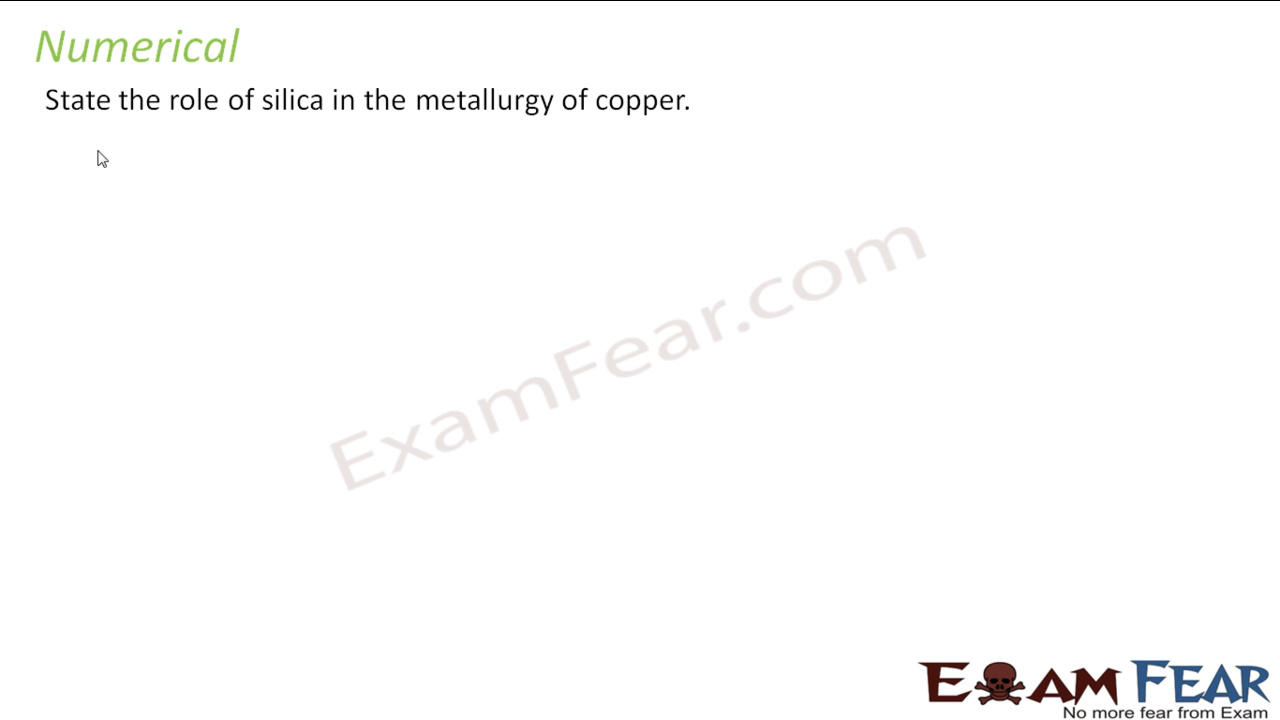 Numerical
State the role of silica in the metallurgy of copper.
ExamFear.com
EXAM FEAR
No more fear from Exam